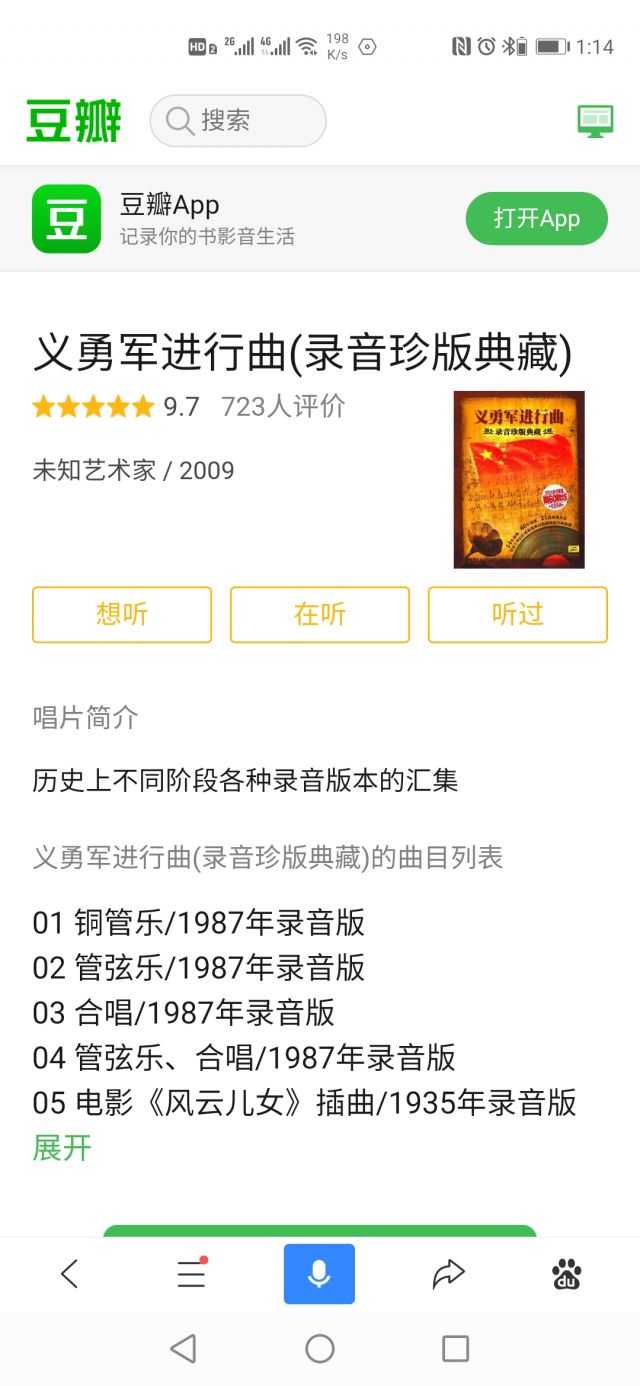 HD 2 2G 4G 198 K/s 1:14
豆瓣 搜索
豆 豆瓣App 打开App
记录你的书影音生活
义勇军进行曲(录音珍版典藏)
9.7 723人评价
义勇军进行曲
录音珍版典藏
未知艺术家 / 2009
想听 在听 听过
唱片简介
历史上不同阶段各种录音版本的汇集
义勇军进行曲(录音珍版典藏)的曲目列表
01 铜管乐/1987年录音版
02 管弦乐/1987年录音版
03 合唱/1987年录音版
04 管弦乐、合唱/1987年录音版
05 电影《风云儿女》插曲/1935年录音版
展开
du